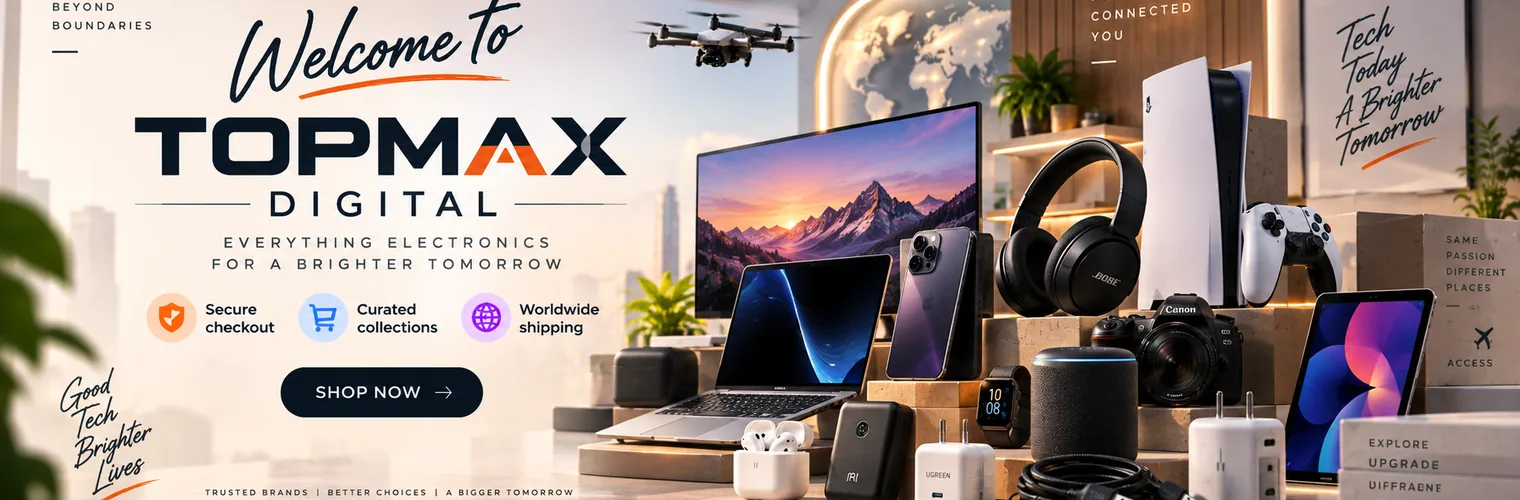 BEYOND
BOUNDARIES
Welcome to
TOPMAX
DIGITAL
EVERYTHING ELECTRONICS
FOR A BRIGHTER TOMORROW
Secure
checkout
Curated
collections
Worldwide
shipping
SHOP NOW →
Good
Tech
Brighter
Lives
TRUSTED BRANDS | BETTER CHOICES | A BIGGER TOMORROW
CONNECTED
YOU
Tech
Today
A Brighter
Tomorrow
BOBE
Canon
10
08
UGREEN
SAME
PASSION
DIFFERENT
PLACES
ACCESS
EXPLORE
UPGRADE